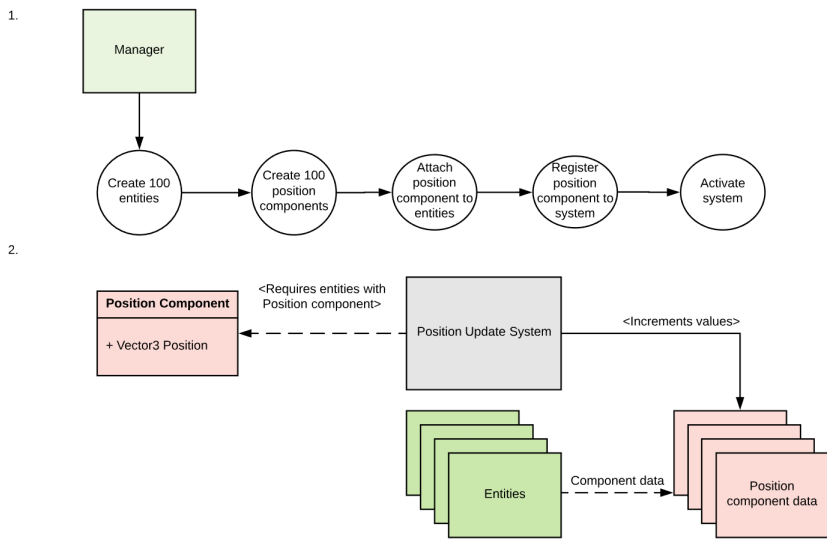 1.
Manager
Create 100
entities
Create 100
position
components
Attach
position
component to
entities
Register
position
component to
system
Activate
system
2.
<Requires entities with
Position component>
Position Component
+ Vector3 Position
Position Update System
<Increments values>
Entities
Component data
Position
component data